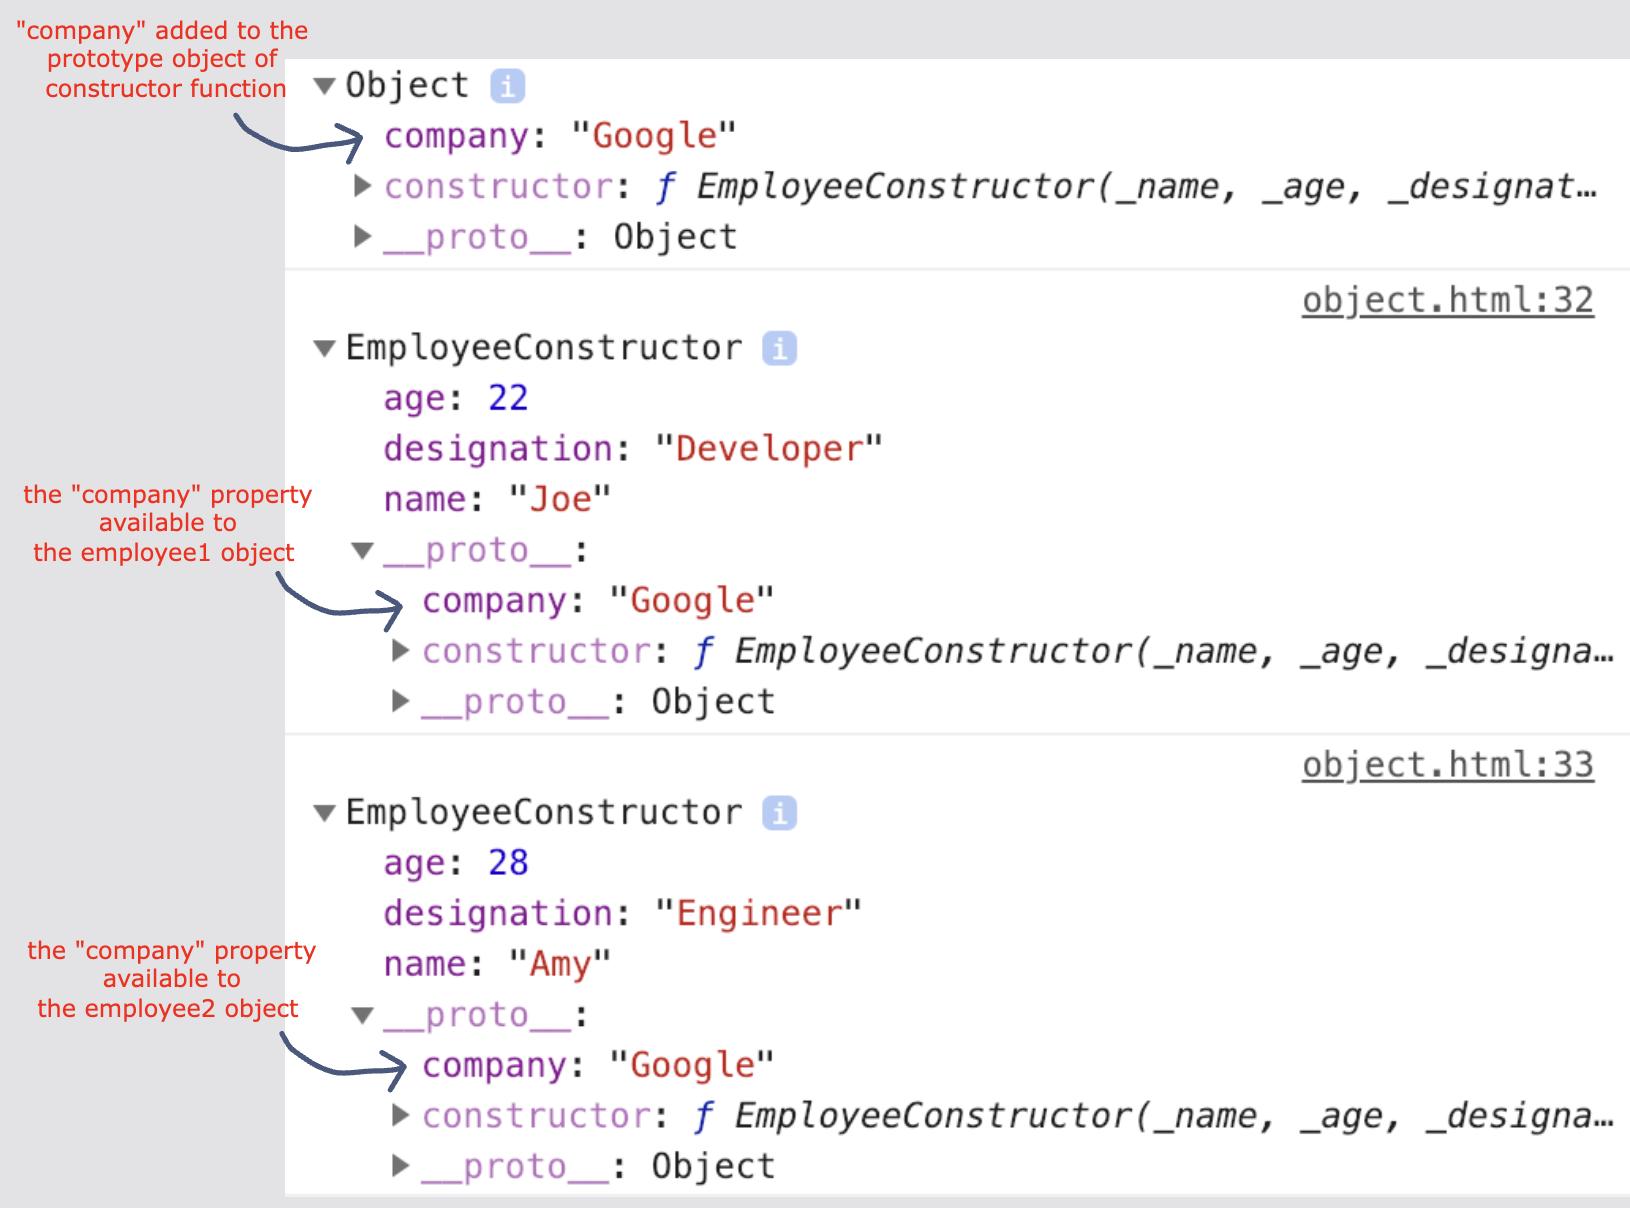 "company" added to the
prototype object of
constructor function
▼ Object i
company: "Google"
▶ constructor: ƒ EmployeeConstructor(_name, _age, _designat…
▶ __proto__: Object
object.html:32
▼ EmployeeConstructor i
age: 22
designation: "Developer"
name: "Joe"
the "company" property
available to
the employee1 object
▼ __proto__:
company: "Google"
▶ constructor: ƒ EmployeeConstructor(_name, _age, _designa…
▶ __proto__: Object
object.html:33
▼ EmployeeConstructor i
age: 28
designation: "Engineer"
name: "Amy"
the "company" property
available to
the employee2 object
▼ __proto__:
company: "Google"
▶ constructor: ƒ EmployeeConstructor(_name, _age, _designa…
▶ __proto__: Object